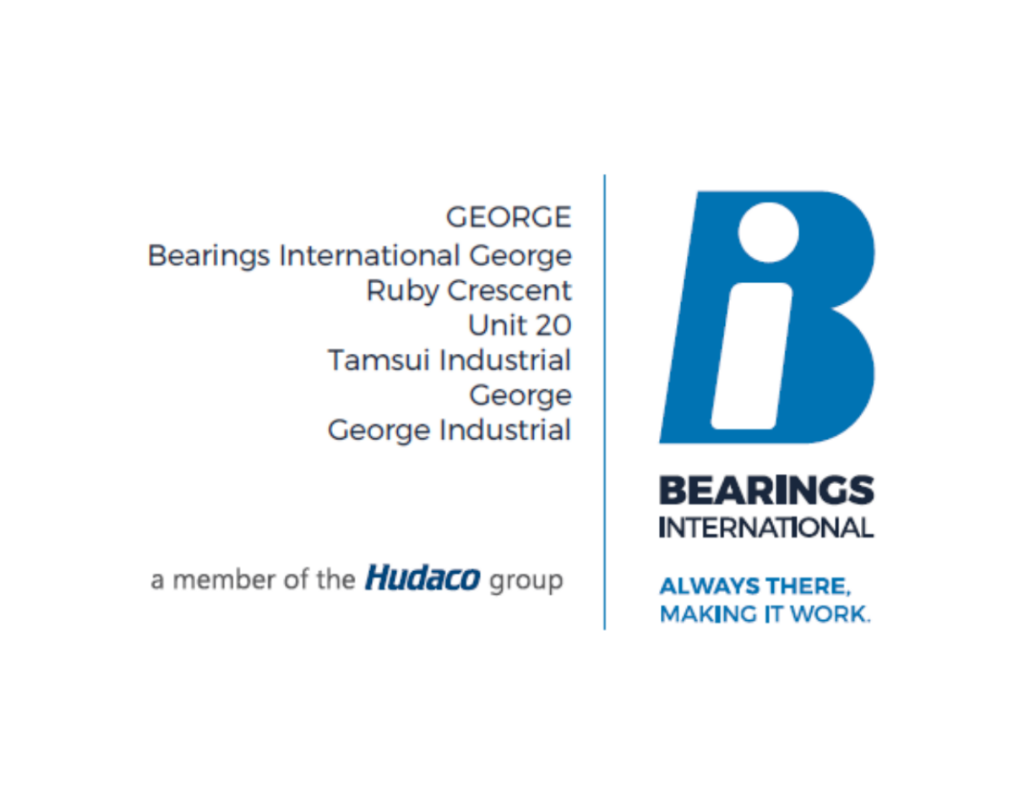 GEORGE
Bearings International George
Ruby Crescent
Unit 20
Tamsui Industrial
George
George Industrial
a member of the Hudaco group
Bi
BEARINGS
INTERNATIONAL
ALWAYS THERE,
MAKING IT WORK.